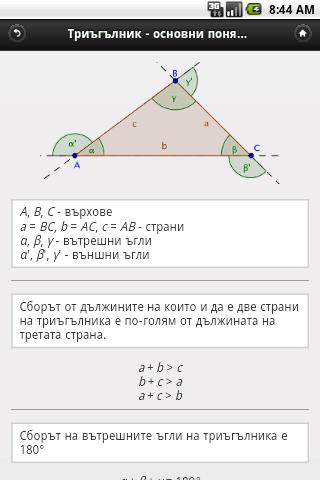 3G
8:44 AM
Триъгълник - основни поня...
B
γ'
γ
c
a
α'
α
b
β
C
A
β'
A, B, C - върхове
a = BC, b = AC, c = AB - страни
α, β, γ - вътрешни ъгли
α', β', γ' - външни ъгли
Сборът от дължините на които и да е две страни
на триъгълника е по-голям от дължината на
третата страна.
a + b > c
b + c > a
a + c > b
Сборът на вътрешните ъгли на триъгълника е
180°
α + β + γ = 180°